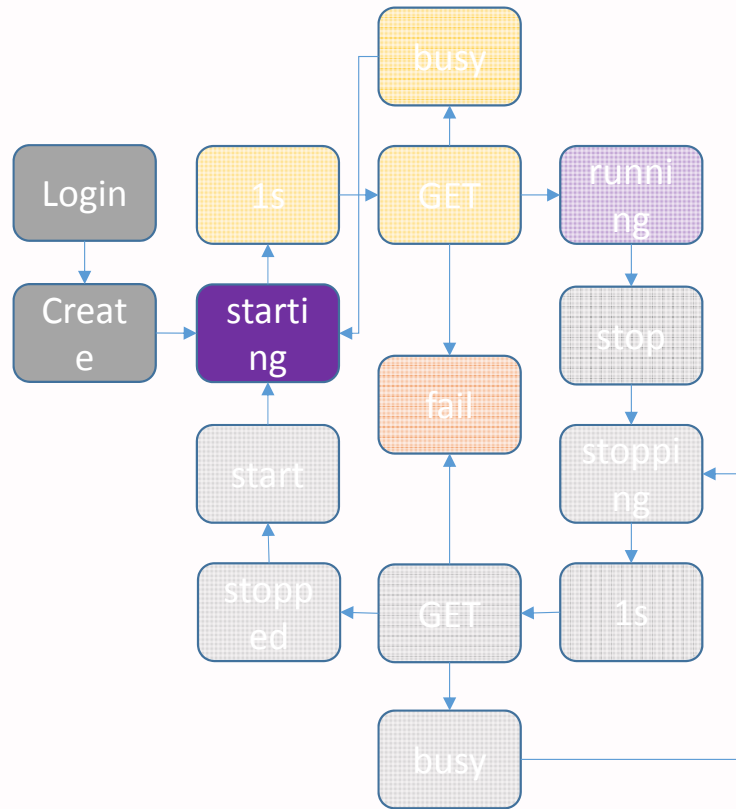 busy
Login
1s
GET
runni
ng
Creat
e
starti
ng
stop
fail
start
stoppi
ng
stopp
ed
GET
1s
busy